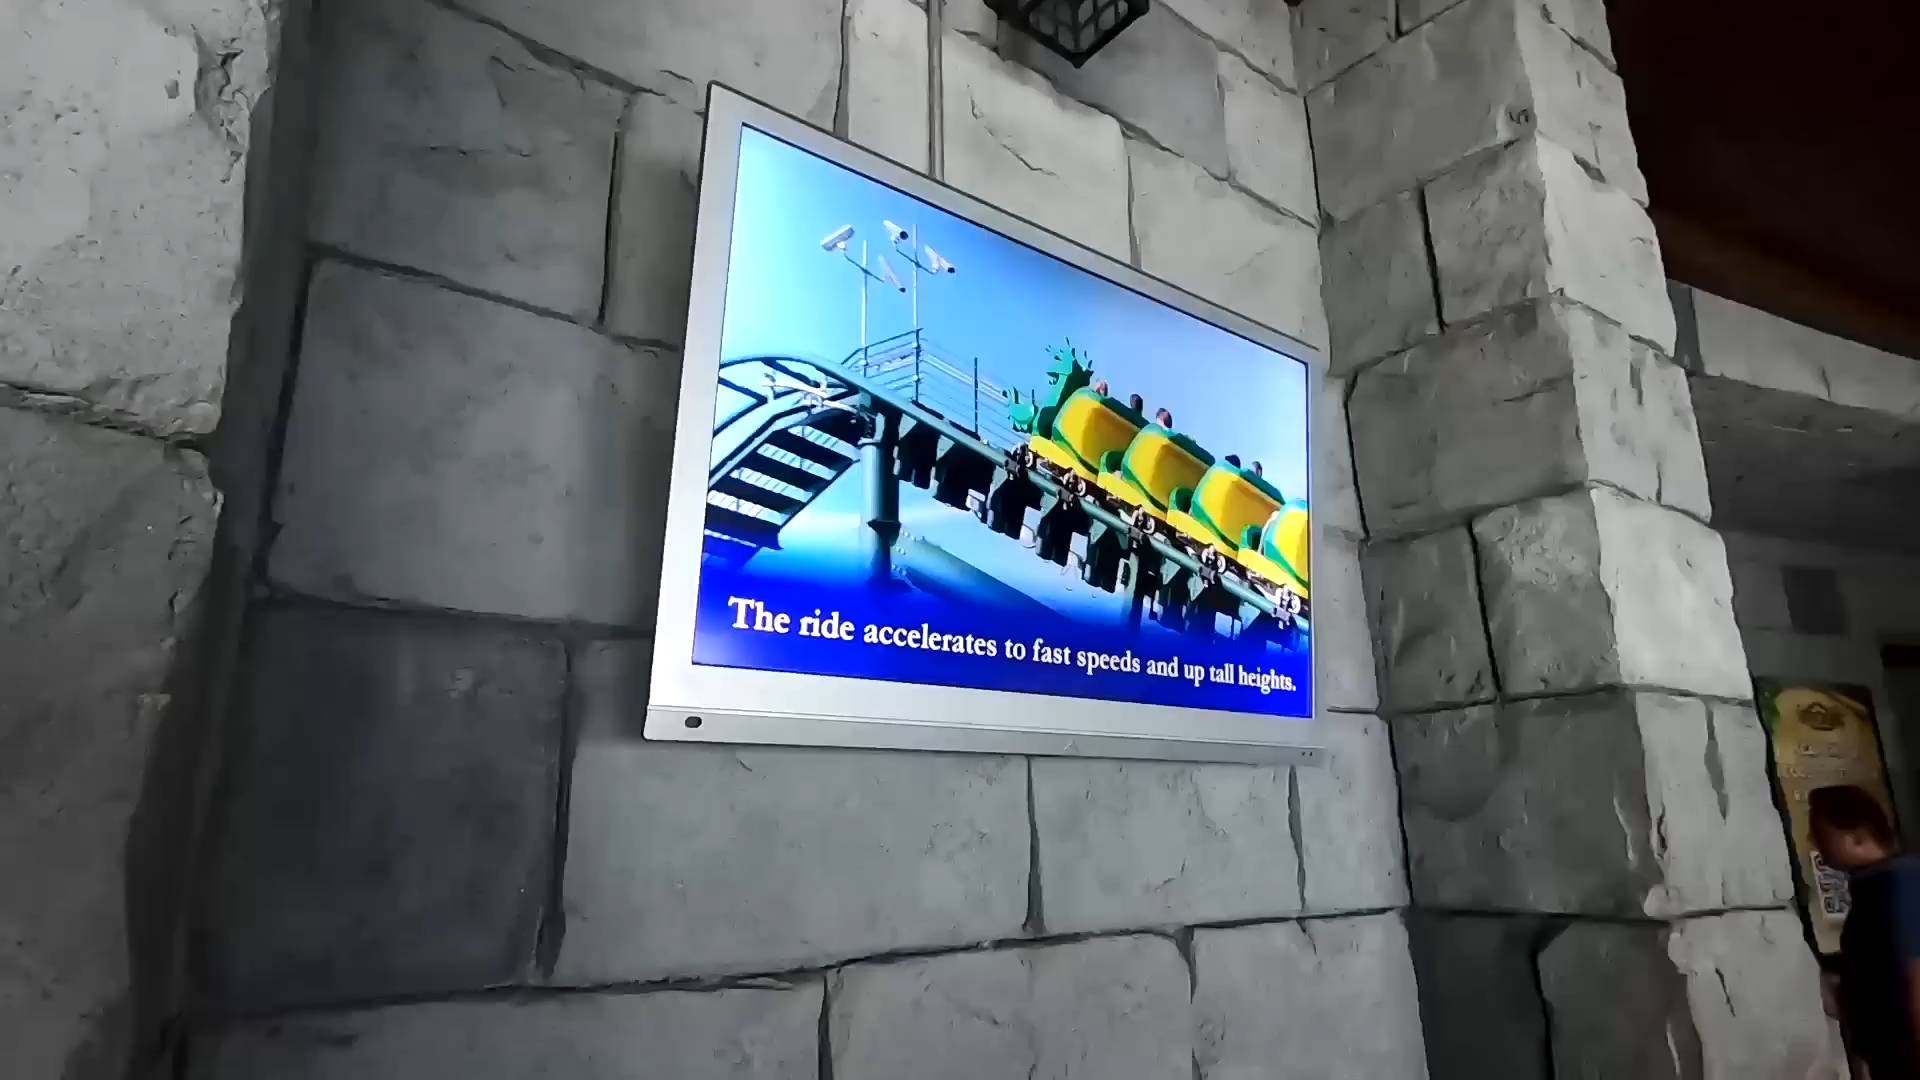 The ride accelerates to fast speeds and up tall heights.